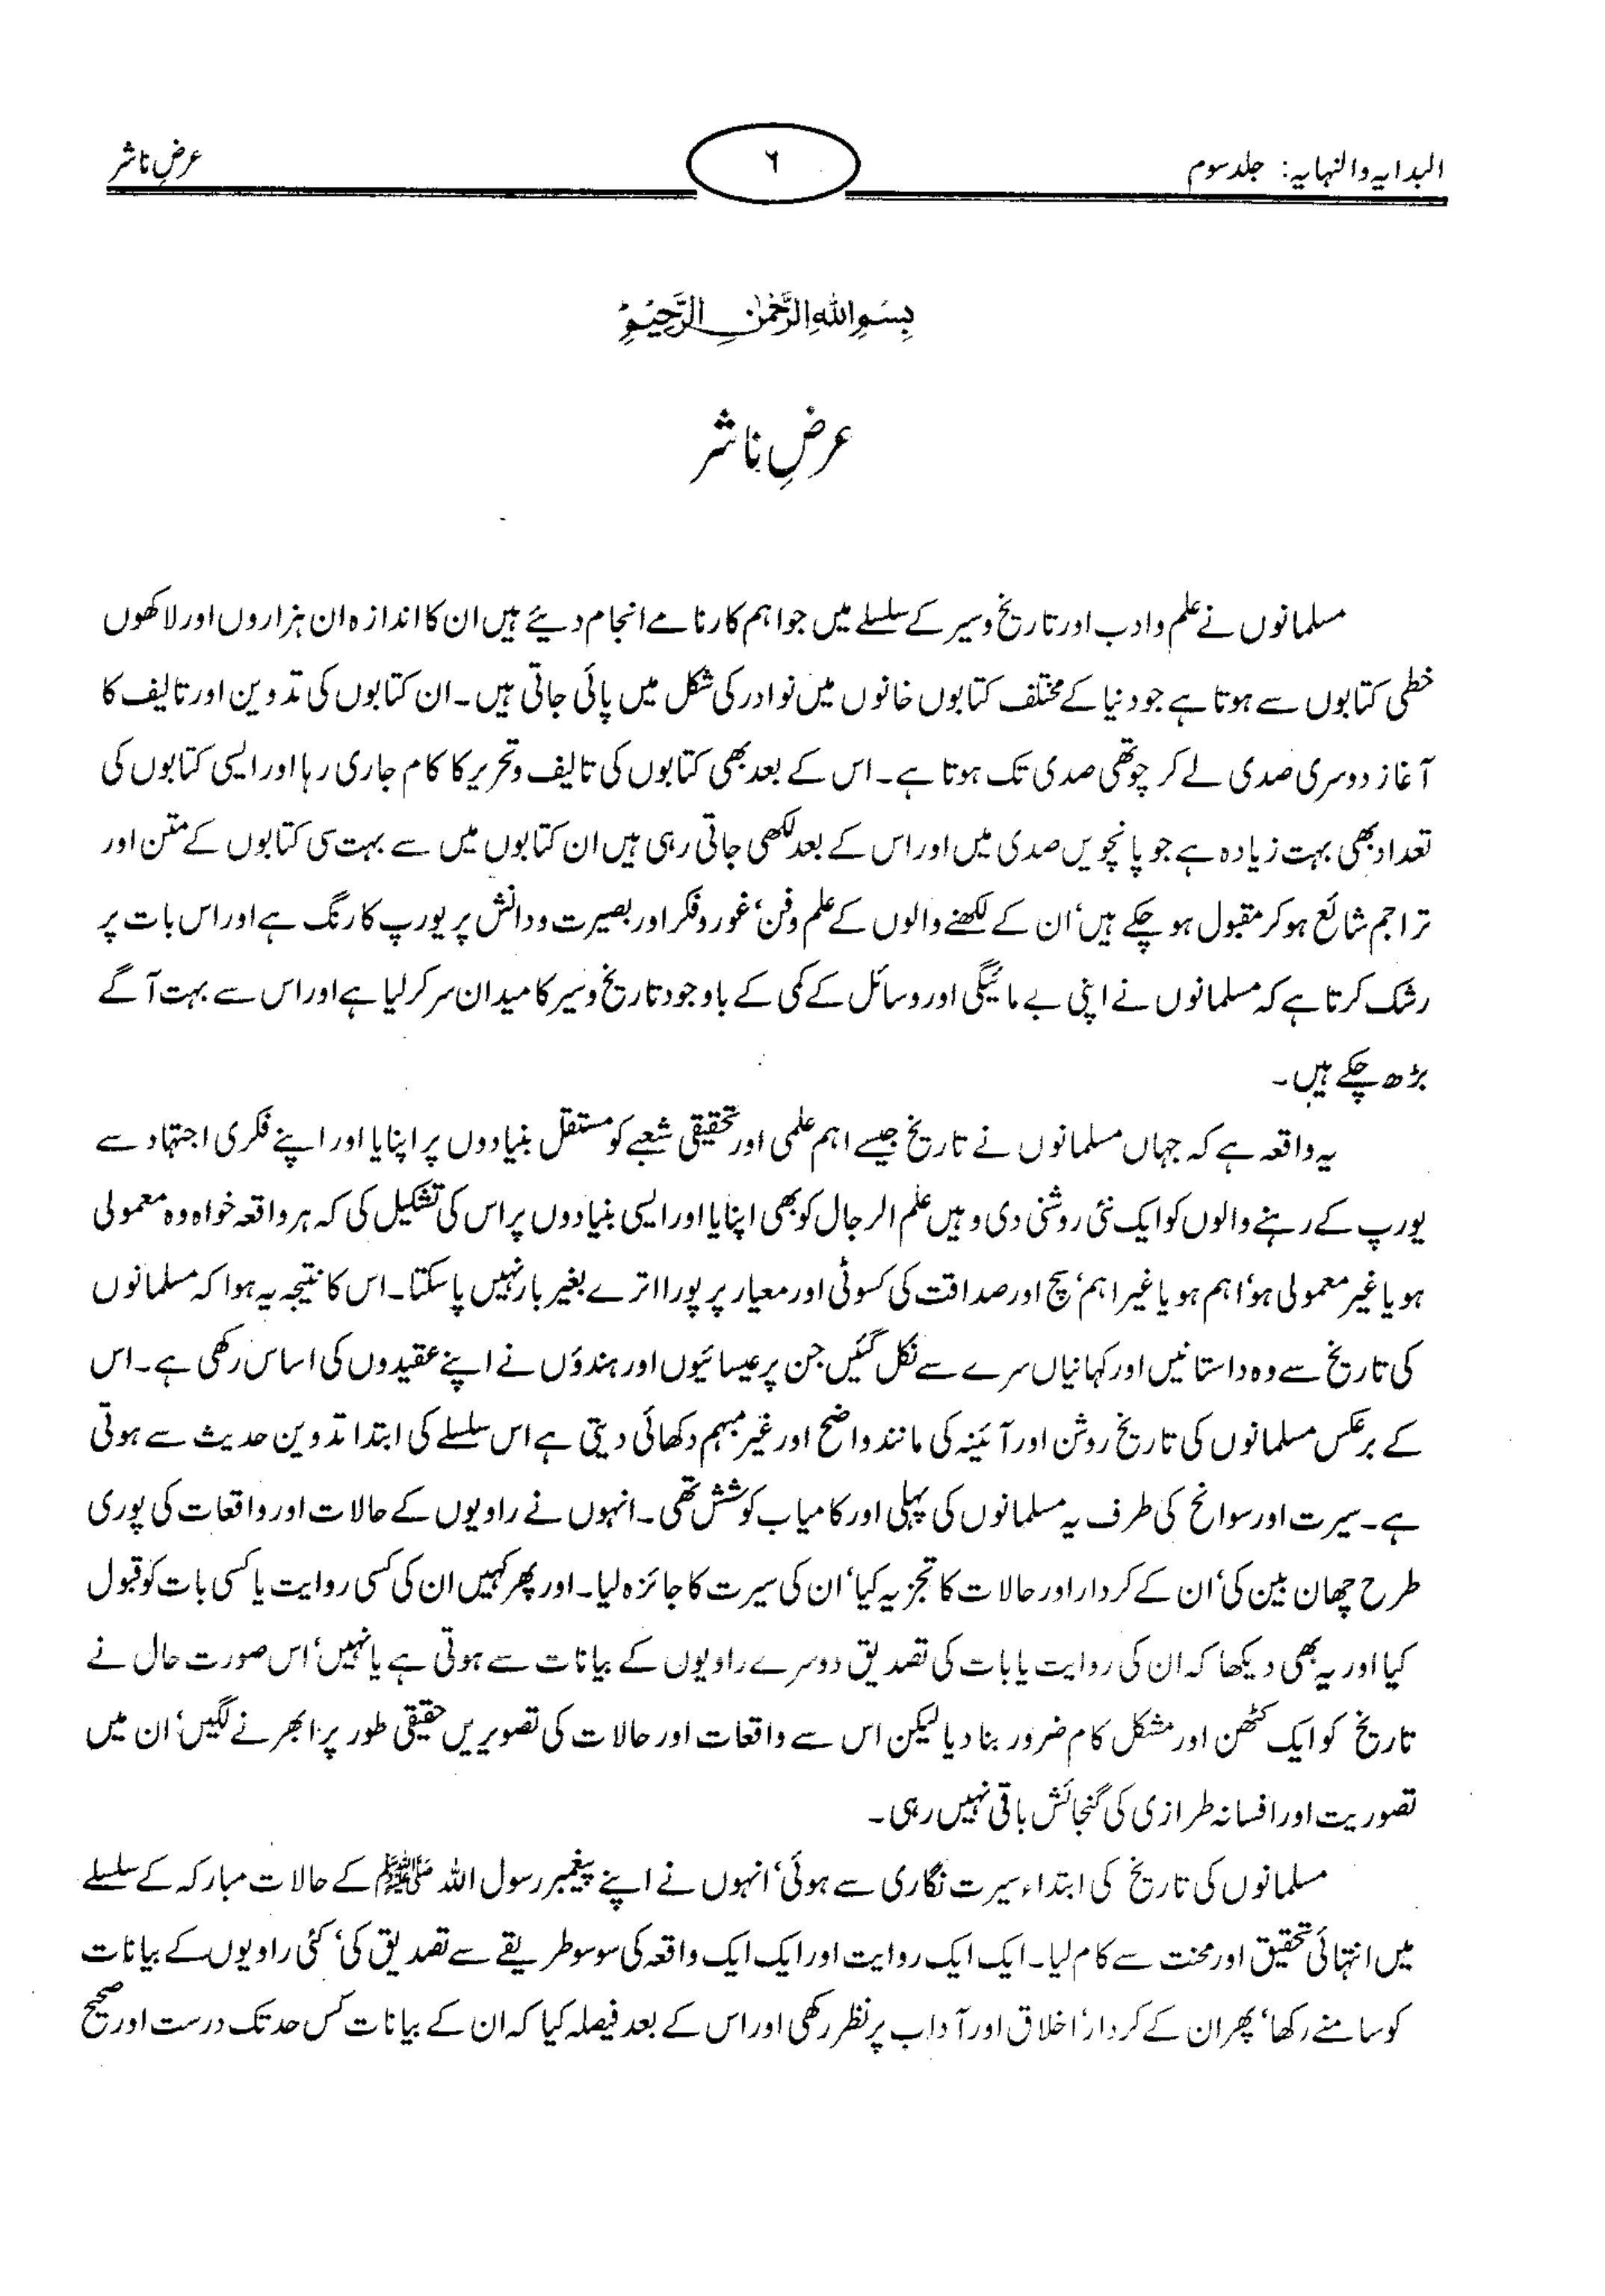 البدایہ والنہایہ: جلد سوم
۶
عرضِ ناشر
بِسْمِ اللهِ الرَّحْمٰنِ الرَّحِيْمِ
عرضِ ناشر
مسلمانوں نے علم وادب اور تاریخ وسیر کے سلسلے میں جو اہم کارنامے انجام دیئے ہیں ان کا اندازہ ان ہزاروں اور لاکھوں
خطی کتابوں سے ہوتا ہے جو دنیا کے مختلف کتابوں خانوں میں نوادر کی شکل میں پائی جاتی ہیں۔ ان کتابوں کی تدوین اور تالیف کا
آغاز دوسری صدی لے کر چوتھی صدی تک ہوتا ہے۔ اس کے بعد بھی کتابوں کی تالیف وتحریر کا کام جاری رہا اور ایسی کتابوں کی
تعداد بھی بہت زیادہ ہے جو پانچویں صدی میں اور اس کے بعد لکھی جاتی رہی ہیں ان کتابوں میں سے بہت سی کتابوں کے متن اور
تراجم شائع ہو کر مقبول ہو چکے ہیں‘ ان کے لکھنے والوں کے علم وفن‘ غور وفکر اور بصیرت ودانش پر یورپ کا رنگ ہے اور اس بات پر
رشک کرتا ہے کہ مسلمانوں نے اپنی بے مائیگی اور وسائل کے کمی کے باوجود تاریخ وسیر کا میدان سر کر لیا ہے اور اس سے بہت آگے
بڑھ چکے ہیں۔
یہ واقعہ ہے کہ جہاں مسلمانوں نے تاریخ جیسے اہم علمی اور تحقیقی شعبے کو مستقل بنیادوں پر اپنایا اور اپنے فکری اجتہاد سے
یورپ کے رہنے والوں کو ایک نئی روشنی دی وہیں علم الرجال کو بھی اپنایا اور ایسی بنیادوں پر اس کی تشکیل کی کہ ہر واقعہ خواہ وہ معمولی
ہو یا غیر معمولی ہو‘ اہم ہو یا غیر اہم‘ سچ اور صداقت کی کسوٹی اور معیار پر پورا اترے بغیر بار نہیں پا سکتا۔ اس کا نتیجہ یہ ہوا کہ مسلمانوں
کی تاریخ سے وہ داستانیں اور کہانیاں سرے سے نکل گئیں جن پر عیسائیوں اور ہندؤں نے اپنے عقیدوں کی اساس رکھی ہے۔ اس
کے برعکس مسلمانوں کی تاریخ روشن اور آئینہ کی مانند واضح اور غیر مبہم دکھائی دیتی ہے اس سلسلے کی ابتدا تدوین حدیث سے ہوتی
ہے۔ سیرت اور سوانح کی طرف یہ مسلمانوں کی پہلی اور کامیاب کوشش تھی۔ انہوں نے راویوں کے حالات اور واقعات کی پوری
طرح چھان بین کی‘ ان کے کردار اور حالات کا تجزیہ کیا‘ ان کی سیرت کا جائزہ لیا۔ اور پھر کہیں ان کی کسی روایت یا کسی بات کو قبول
کیا اور یہ بھی دیکھا کہ ان کی روایت یا بات کی تصدیق دوسرے راویوں کے بیانات سے ہوتی ہے یا نہیں‘ اس صورت حال نے
تاریخ کو ایک کٹھن اور مشکل کام ضرور بنا دیا لیکن اس سے واقعات اور حالات کی تصویریں حقیقی طور پر ابھرنے لگیں‘ ان میں
تصوریت اور افسانہ طرازی کی گنجائش باقی نہیں رہی۔
مسلمانوں کی تاریخ کی ابتداء سیرت نگاری سے ہوئی‘ انہوں نے اپنے پیغمبر رسول اللہ ﷺ کے حالات مبارکہ کے سلسلے
میں انتہائی تحقیق اور محنت سے کام لیا۔ ایک ایک روایت اور ایک ایک واقعہ کی سو سو طریقے سے تصدیق کی‘ کئی راویوں کے بیانات
کو سامنے رکھا‘ پھر ان کے کردار‘ اخلاق اور آداب پر نظر رکھی اور اس کے بعد فیصلہ کیا کہ ان کے بیانات کس حد تک درست اور صحیح